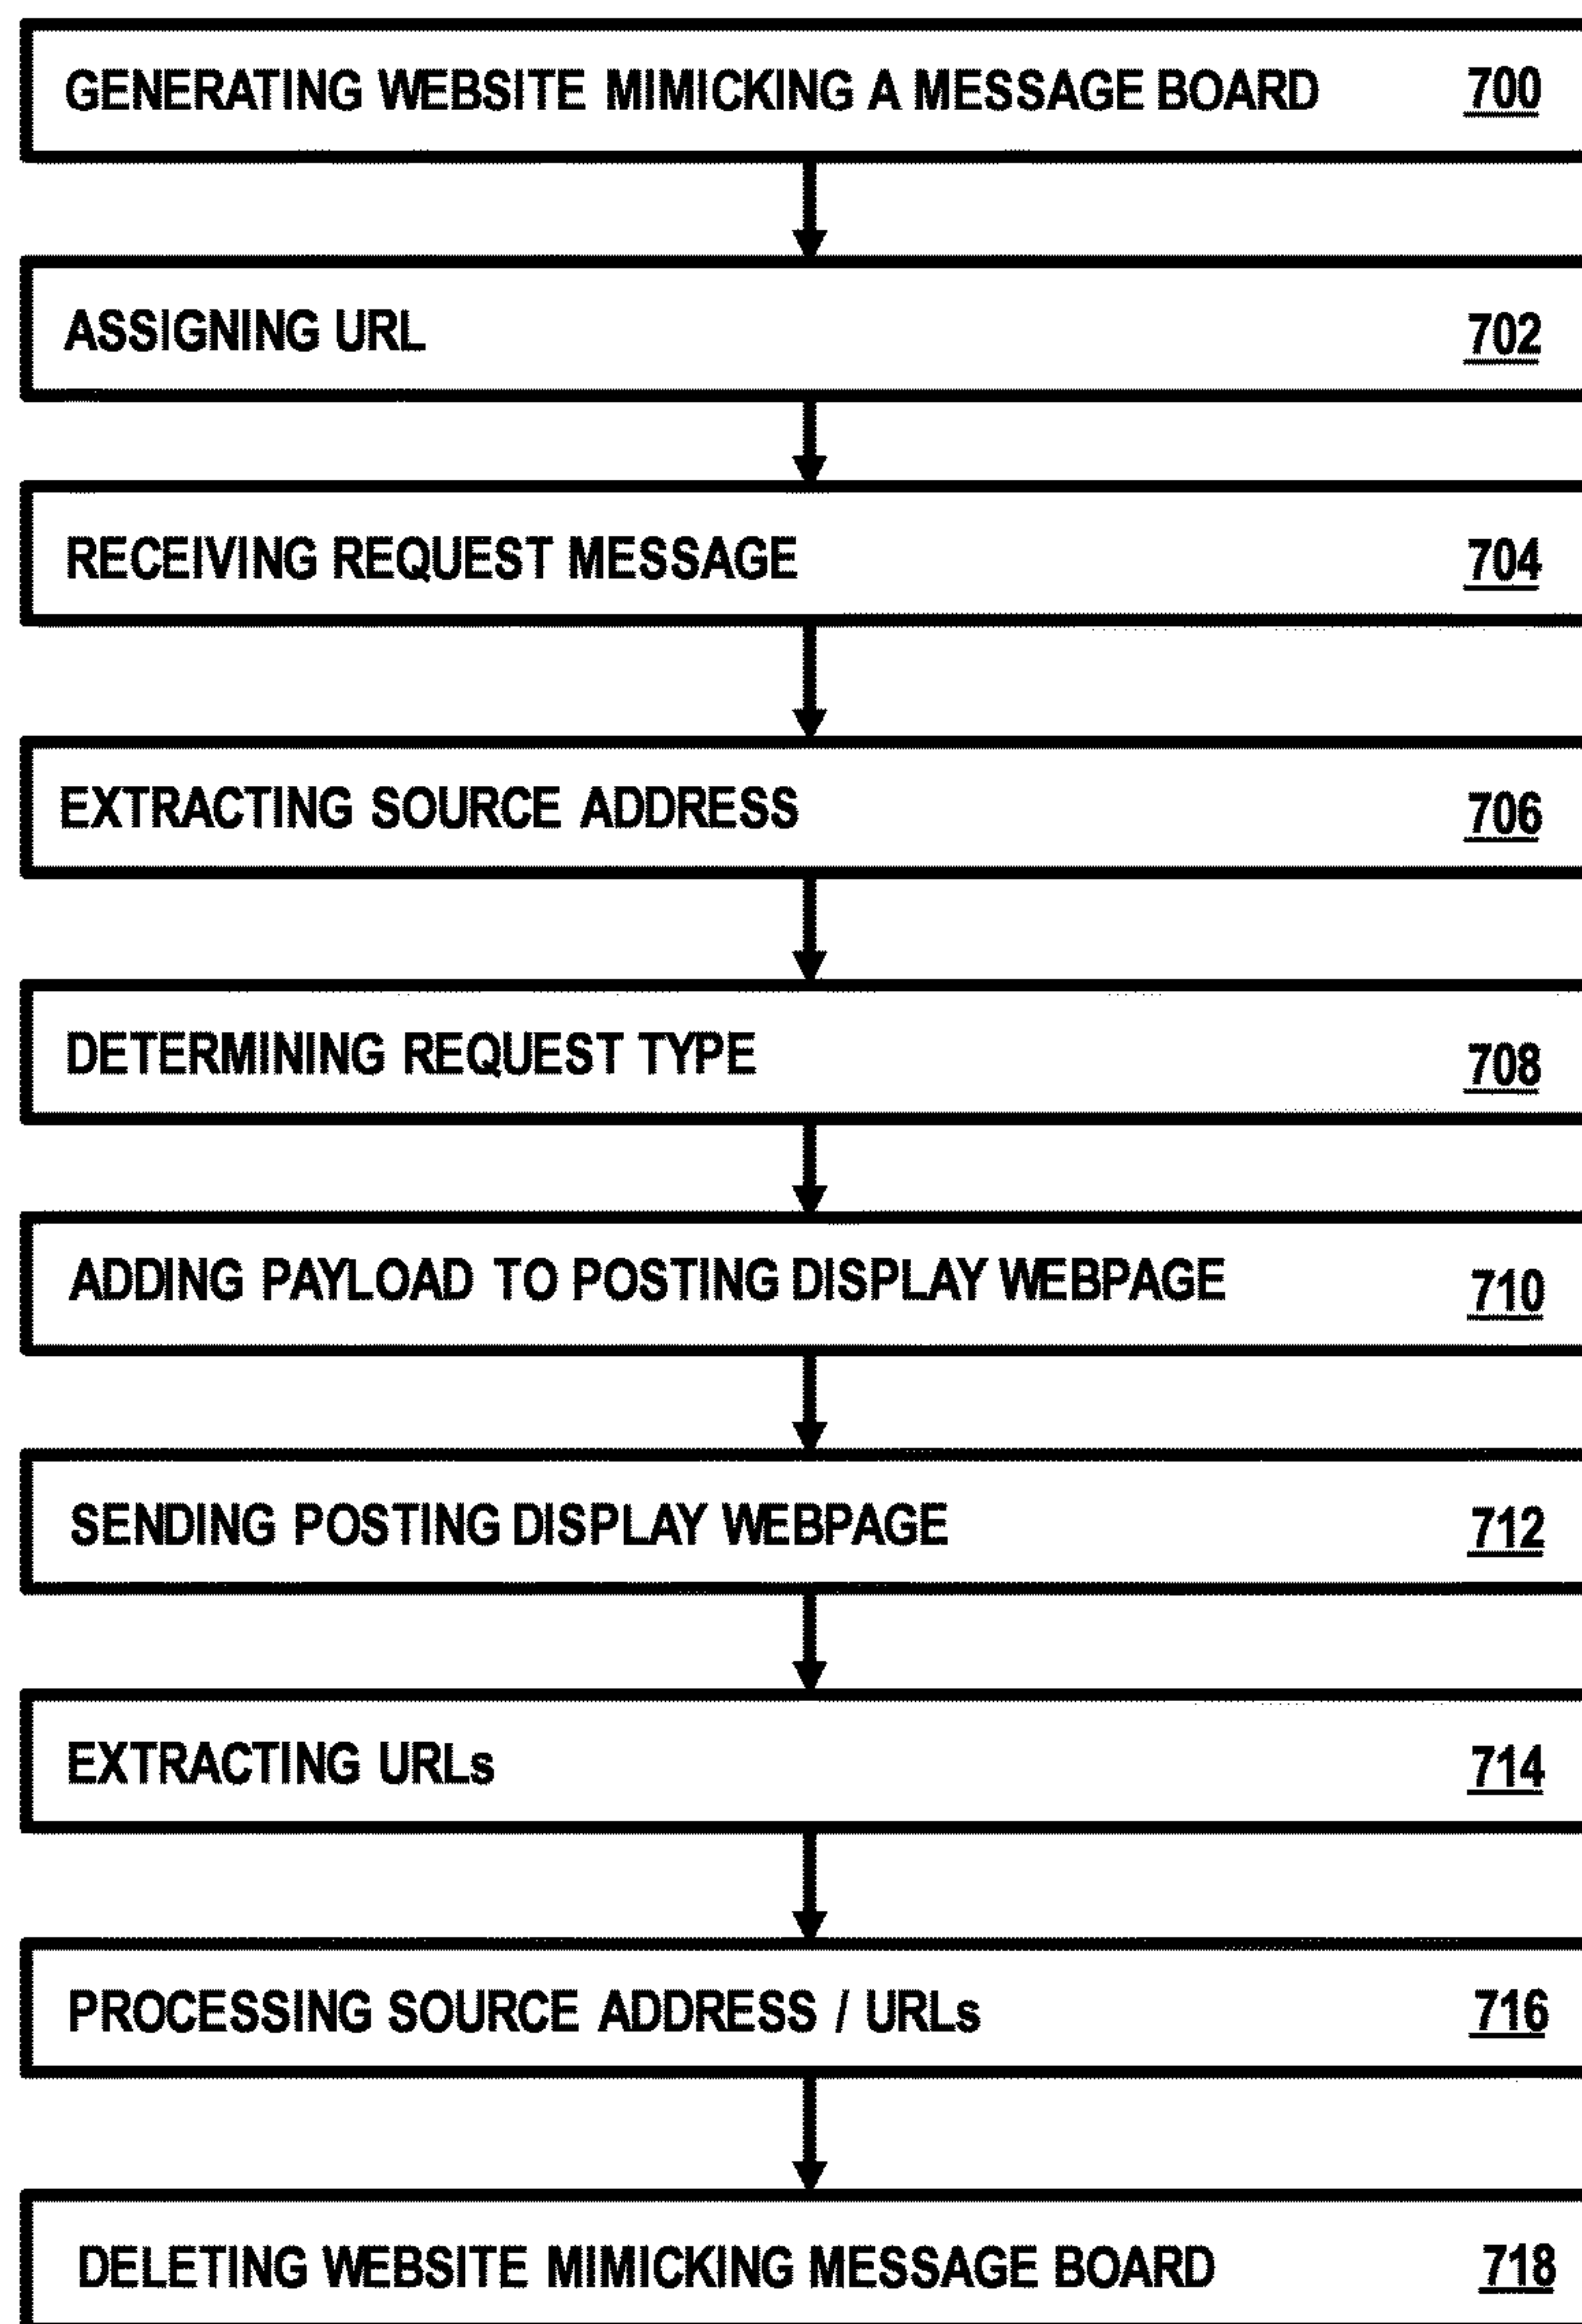 GENERATING WEBSITE MIMICKING A MESSAGE BOARD 700
ASSIGNING URL 702
RECEIVING REQUEST MESSAGE 704
EXTRACTING SOURCE ADDRESS 706
DETERMINING REQUEST TYPE 708
ADDING PAYLOAD TO POSTING DISPLAY WEBPAGE 710
SENDING POSTING DISPLAY WEBPAGE 712
EXTRACTING URLs 714
PROCESSING SOURCE ADDRESS / URLs 716
DELETING WEBSITE MIMICKING MESSAGE BOARD 718